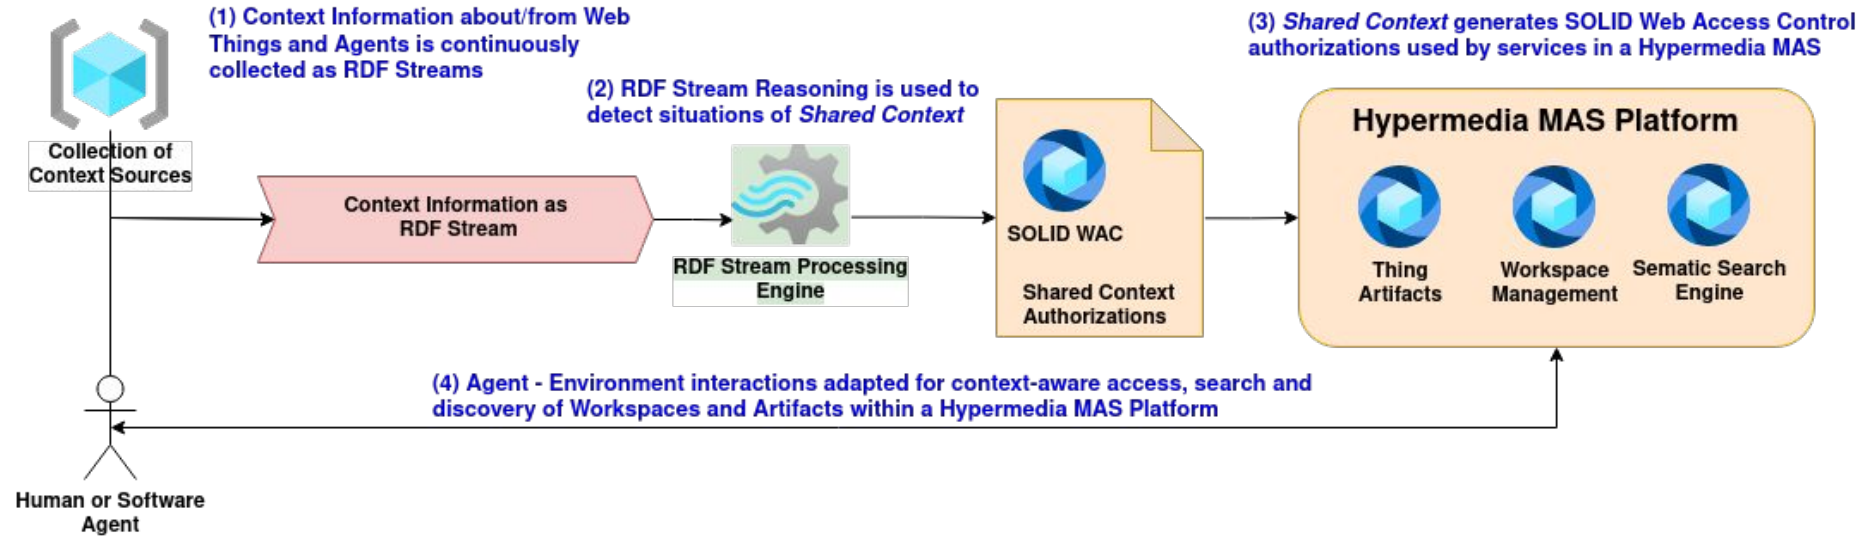 (1) Context Information about/from Web
Things and Agents is continuously
collected as RDF Streams
(3) Shared Context generates SOLID Web Access Control
authorizations used by services in a Hypermedia MAS
(2) RDF Stream Reasoning is used to
detect situations of Shared Context
Collection of
Context Sources
Context Information as
RDF Stream
RDF Stream Processing
Engine
SOLID WAC
Shared Context
Authorizations
Hypermedia MAS Platform
Thing
Artifacts
Workspace
Management
Sematic Search
Engine
(4) Agent - Environment interactions adapted for context-aware access, search and
discovery of Workspaces and Artifacts within a Hypermedia MAS Platform
Human or Software
Agent